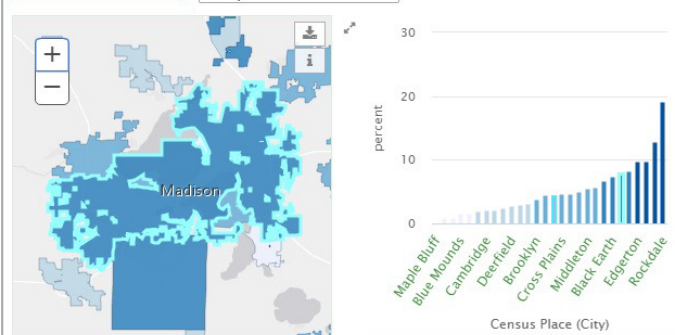 +
−
i
Madison
30
20
10
0
percent
Maple Bluff
Blue Mounds
Cambridge
Deerfield
Brooklyn
Cross Plains
Middleton
Black Earth
Edgerton
Rockdale
Census Place (City)